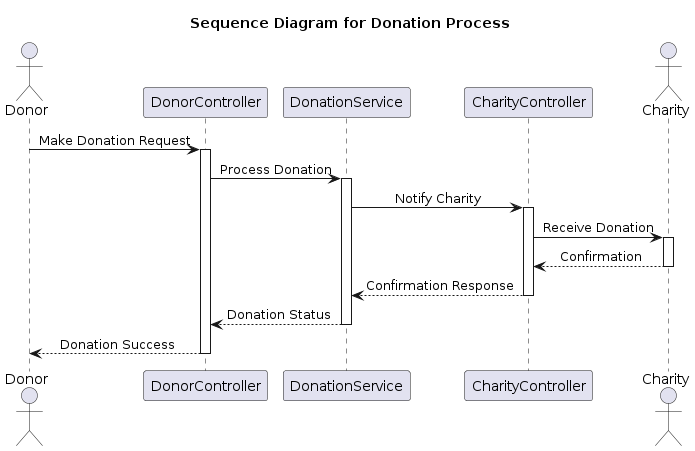 Sequence Diagram for Donation Process
Donor
DonorController
DonationService
CharityController
Charity
Make Donation Request
Process Donation
Notify Charity
Receive Donation
Confirmation
Confirmation Response
Donation Status
Donation Success
Donor
DonorController
DonationService
CharityController
Charity